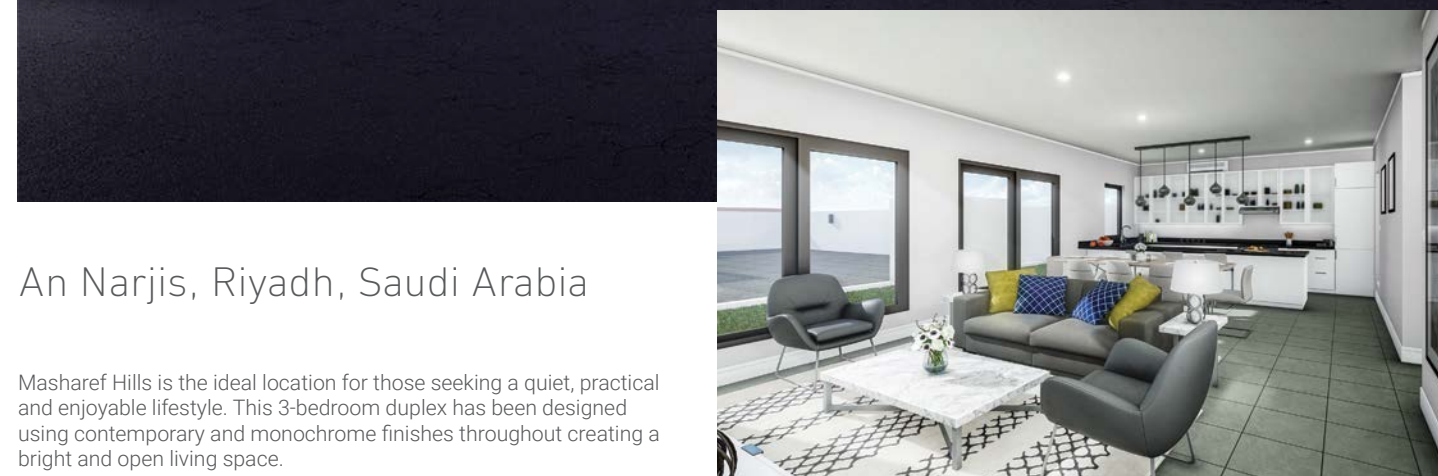 An Narjis, Riyadh, Saudi Arabia
Masharef Hills is the ideal location for those seeking a quiet, practical
and enjoyable lifestyle. This 3-bedroom duplex has been designed
using contemporary and monochrome finishes throughout creating a
bright and open living space.